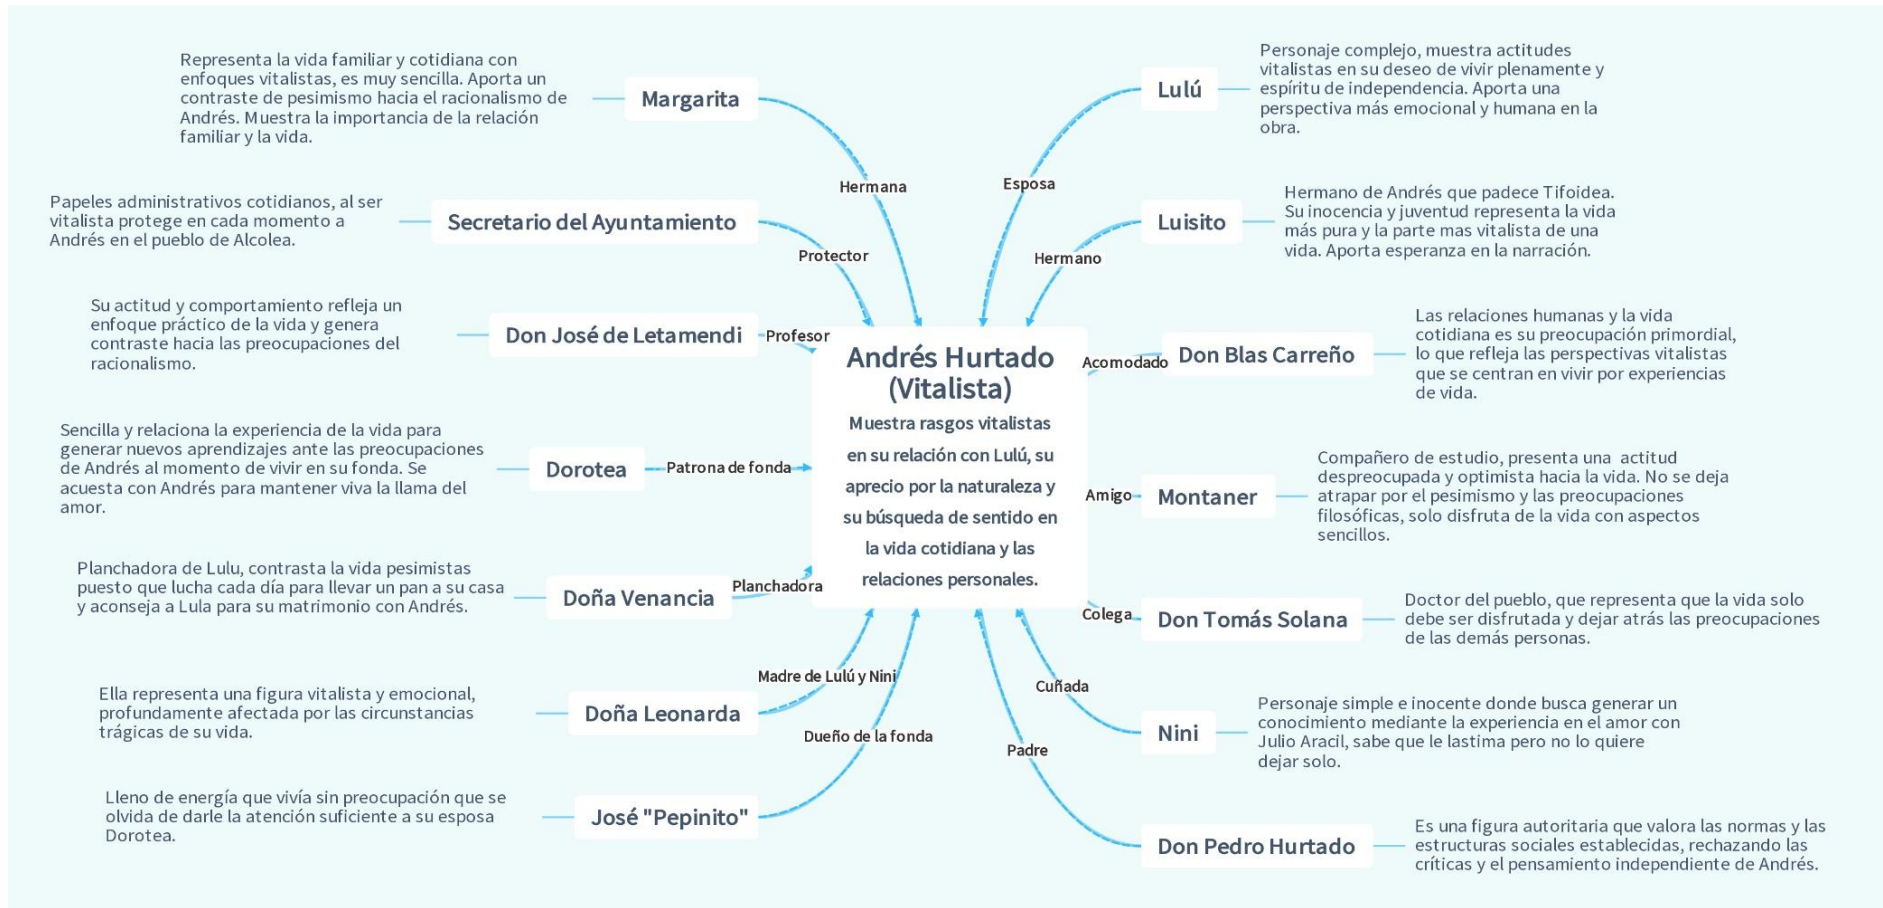 Representa la vida familiar y cotidiana con
enfoques vitalistas, es muy sencilla. Aporta un
contraste de pesimismo hacia el racionalismo de
Andrés. Muestra la importancia de la relación
familiar y la vida.
Margarita
Hermana
Papeles administrativos cotidianos, al ser
vitalista protege en cada momento a
Andrés en el pueblo de Alcolea.
Secretario del Ayuntamiento
Protector
Su actitud y comportamiento refleja un
enfoque práctico de la vida y genera
contraste hacia las preocupaciones del
racionalismo.
Don José de Letamendi
Profesor
Sencilla y relaciona la experiencia de la vida para
generar nuevos aprendizajes ante las preocupaciones
de Andrés al momento de vivir en su fonda. Se
acuesta con Andrés para mantener viva la llama del
amor.
Dorotea
Patrona de fonda
Planchadora de Lulu, contrasta la vida pesimistas
puesto que lucha cada día para llevar un pan a su casa
y aconseja a Lula para su matrimonio con Andrés.
Doña Venancia
Planchadora
Ella representa una figura vitalista y emocional,
profundamente afectada por las circunstancias
trágicas de su vida.
Doña Leonarda
Madre de Lulú y Nini
Lleno de energía que vivía sin preocupación que se
olvida de darle la atención suficiente a su esposa
Dorotea.
José "Pepinito"
Dueño de la fonda
Andrés Hurtado
(Vitalista)
Muestra rasgos vitalistas
en su relación con Lulú, su
aprecio por la naturaleza y
su búsqueda de sentido en
la vida cotidiana y las
relaciones personales.
Esposa
Lulú
Personaje complejo, muestra actitudes
vitalistas en su deseo de vivir plenamente y
espíritu de independencia. Aporta una
perspectiva más emocional y humana en la
obra.
Hermano
Luisito
Hermano de Andrés que padece Tifoidea.
Su inocencia y juventud representa la vida
más pura y la parte mas vitalista de una
vida. Aporta esperanza en la narración.
Acomodado
Don Blas Carreño
Las relaciones humanas y la vida
cotidiana es su preocupación primordial,
lo que refleja las perspectivas vitalistas
que se centran en vivir por experiencias
de vida.
Amigo
Montaner
Compañero de estudio, presenta una actitud
despreocupada y optimista hacia la vida. No se deja
atrapar por el pesimismo y las preocupaciones
filosóficas, solo disfruta de la vida con aspectos
sencillos.
Colega
Don Tomás Solana
Doctor del pueblo, que representa que la vida solo
debe ser disfrutada y dejar atrás las preocupaciones
de las demás personas.
Cuñada
Nini
Personaje simple e inocente donde busca generar un
conocimiento mediante la experiencia en el amor con
Julio Aracil, sabe que le lastima pero no lo quiere
dejar solo.
Padre
Don Pedro Hurtado
Es una figura autoritaria que valora las normas y las
estructuras sociales establecidas, rechazando las
críticas y el pensamiento independiente de Andrés.